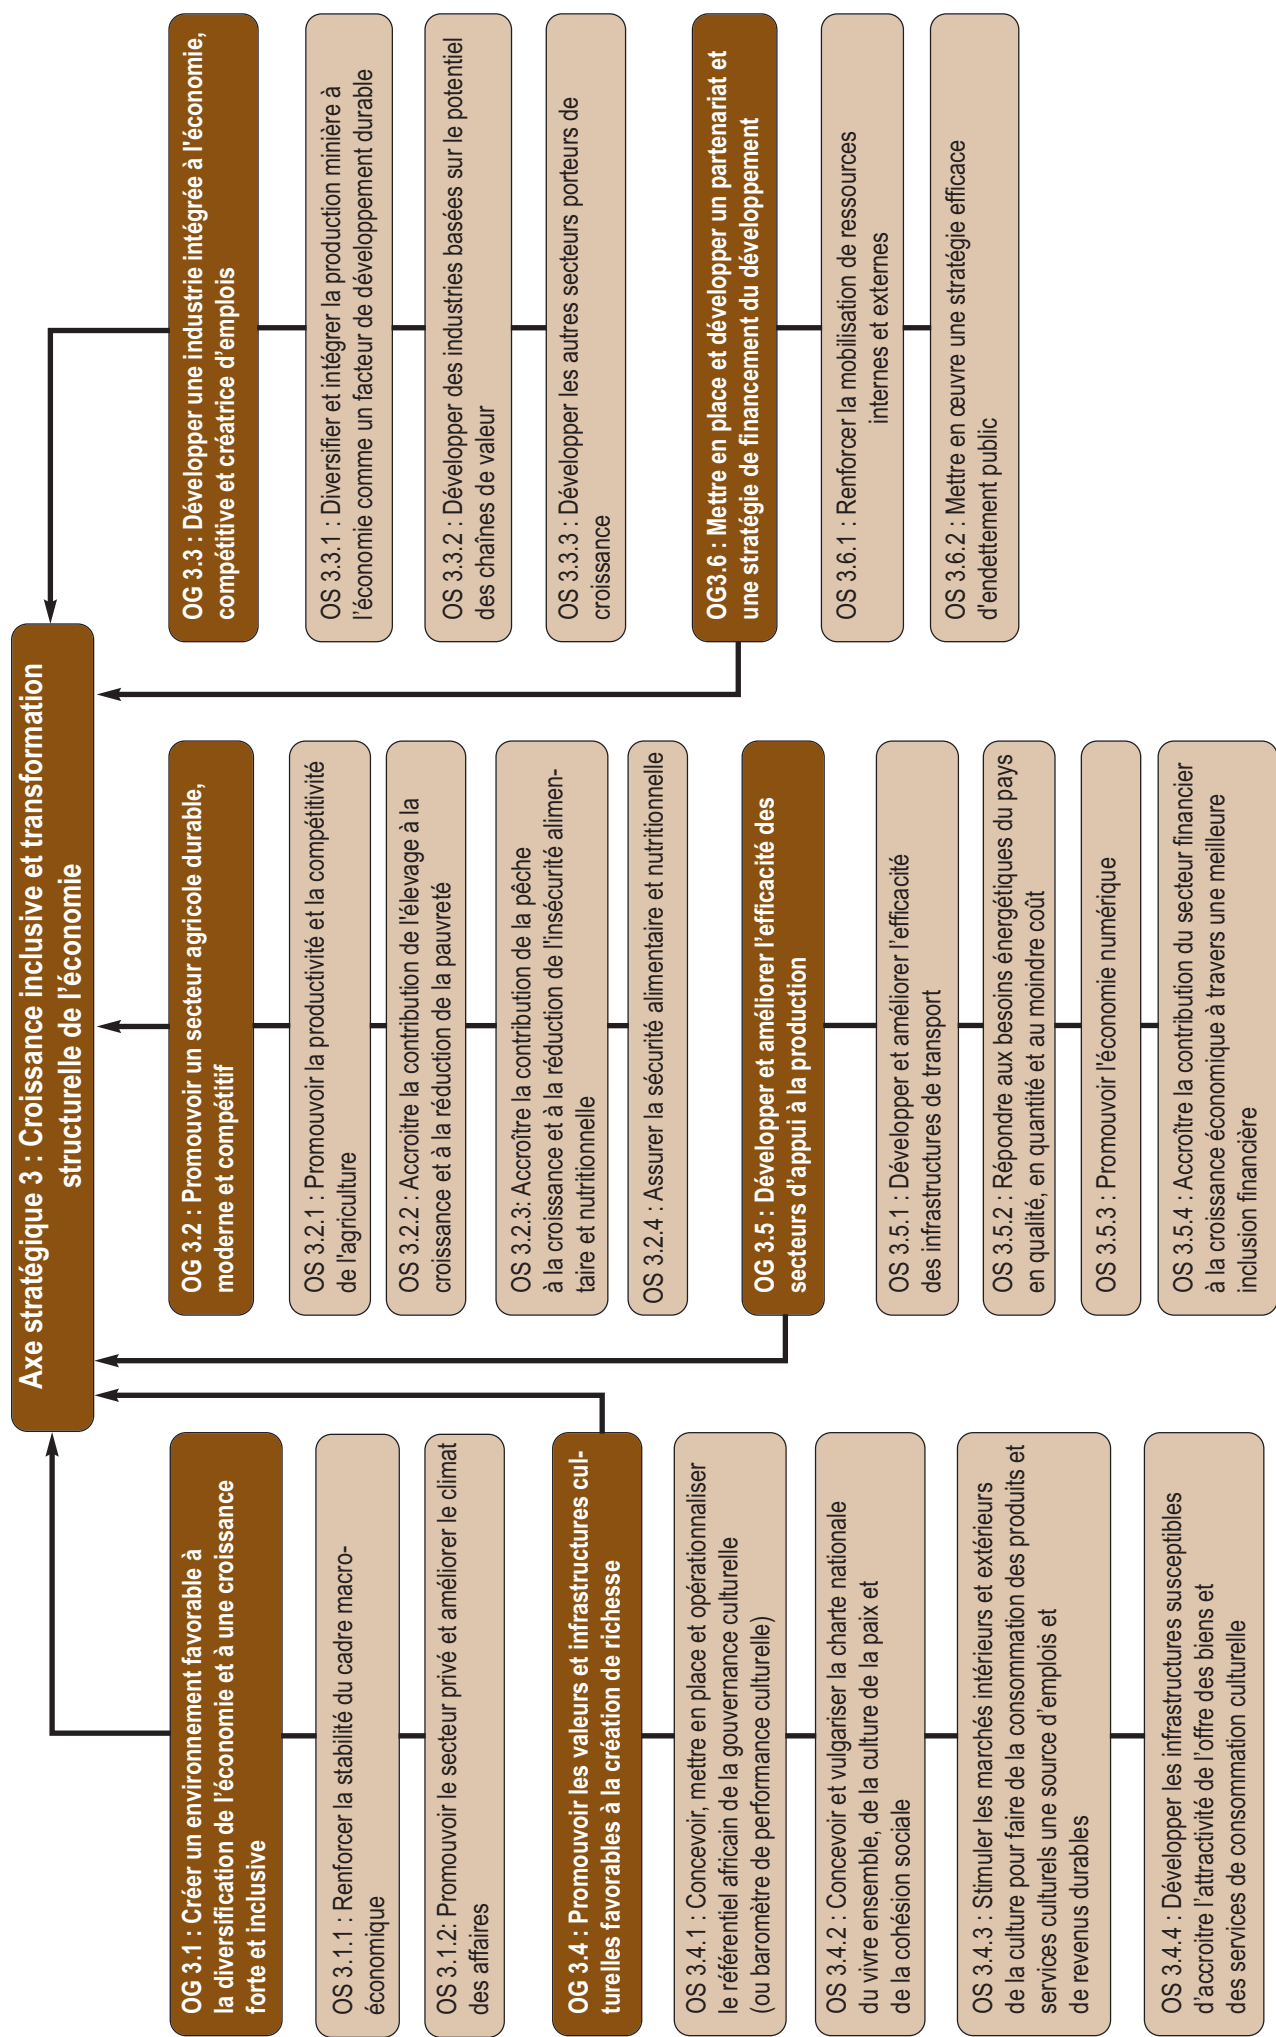 Axe stratégique 3 : Croissance inclusive et transformation
structurelle de l'économie
OG 3.1 : Créer un environnement favorable à
la diversification de l'économie et à une croissance
forte et inclusive
OS 3.1.1 : Renforcer la stabilité du cadre macro-
économique
OS 3.1.2: Promouvoir le secteur privé et améliorer le climat
des affaires
OG 3.2 : Promouvoir un secteur agricole durable,
moderne et compétitif
OS 3.2.1 : Promouvoir la productivité et la compétitivité
de l'agriculture
OS 3.2.2 : Accroitre la contribution de l'élevage à la
croissance et à la réduction de la pauvreté
OS 3.2.3: Accroître la contribution de la pêche
à la croissance et à la réduction de l'insécurité alimen-
taire et nutritionnelle
OS 3.2.4 : Assurer la sécurité alimentaire et nutritionnelle
OG 3.3 : Développer une industrie intégrée à l'économie,
compétitive et créatrice d'emplois
OS 3.3.1 : Diversifier et intégrer la production minière à
l'économie comme un facteur de développement durable
OS 3.3.2 : Développer des industries basées sur le potentiel
des chaînes de valeur
OS 3.3.3 : Développer les autres secteurs porteurs de
croissance
OG 3.4 : Promouvoir les valeurs et infrastructures cul-
turelles favorables à la création de richesse
OS 3.4.1 : Concevoir, mettre en place et opérationnaliser
le référentiel africain de la gouvernance culturelle
(ou baromètre de performance culturelle)
OS 3.4.2 : Concevoir et vulgariser la charte nationale
du vivre ensemble, de la culture de la paix et
de la cohésion sociale
OS 3.4.3 : Stimuler les marchés intérieurs et extérieurs
de la culture pour faire de la consommation des produits et
services culturels une source d'emplois et
de revenus durables
OS 3.4.4 : Développer les infrastructures susceptibles
d'accroitre l'attractivité de l'offre des biens et
des services de consommation culturelle
OG 3.5 : Développer et améliorer l'efficacité des
secteurs d'appui à la production
OS 3.5.1 : Développer et améliorer l'efficacité
des infrastructures de transport
OS 3.5.2 : Répondre aux besoins énergétiques du pays
en qualité, en quantité et au moindre coût
OS 3.5.3 : Promouvoir l'économie numérique
OS 3.5.4 : Accroître la contribution du secteur financier
à la croissance économique à travers une meilleure
inclusion financière
OG3.6 : Mettre en place et développer un partenariat et
une stratégie de financement du développement
OS 3.6.1 : Renforcer la mobilisation de ressources
internes et externes
OS 3.6.2 : Mettre en œuvre une stratégie efficace
d'endettement public